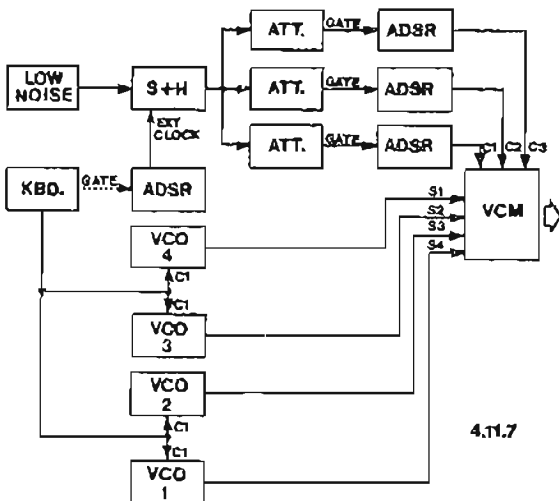 ATT.
GATE
ADSR
LOW
NOISE
S+H
ATT.
GATE
ADSR
EXT
CLOCK
ATT.
GATE
ADSR
C1
C2
C3
KBD.
GATE
ADSR
VCM
S1
S2
S3
S4
VCO
4
C1
C1
VCO
3
VCO
2
C1
C1
VCO
1
4.11.7